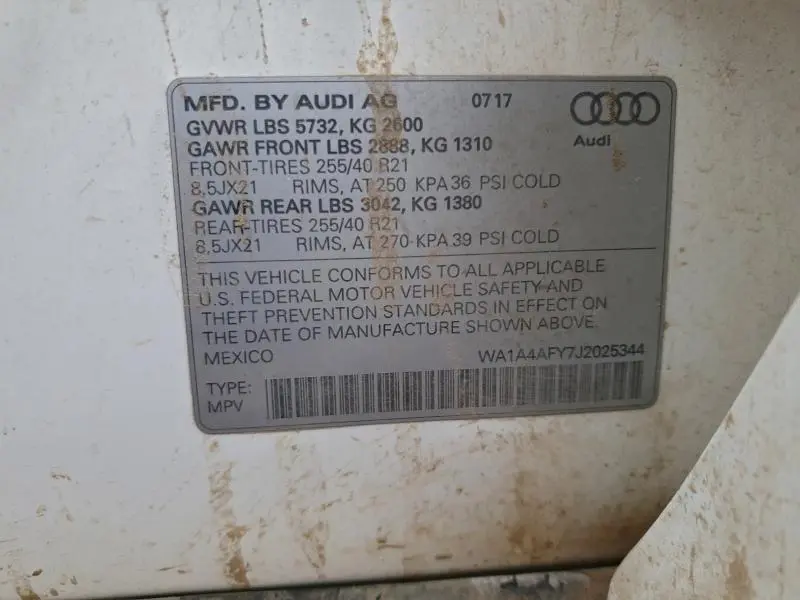 MFD. BY AUDI AG 07 17
GVWR LBS 5732, KG 2600
GAWR FRONT LBS 2888, KG 1310
FRONT-TIRES 255/40 R21
8,5JX21 RIMS, AT 250 KPA 36 PSI COLD
GAWR REAR LBS 3042, KG 1380
REAR-TIRES 255/40 R21
8,5JX21 RIMS, AT 270 KPA 39 PSI COLD
Audi
THIS VEHICLE CONFORMS TO ALL APPLICABLE
U.S. FEDERAL MOTOR VEHICLE SAFETY AND
THEFT PREVENTION STANDARDS IN EFFECT ON
THE DATE OF MANUFACTURE SHOWN ABOVE.
MEXICO WA1A4AFY7J2025344
TYPE:
MPV